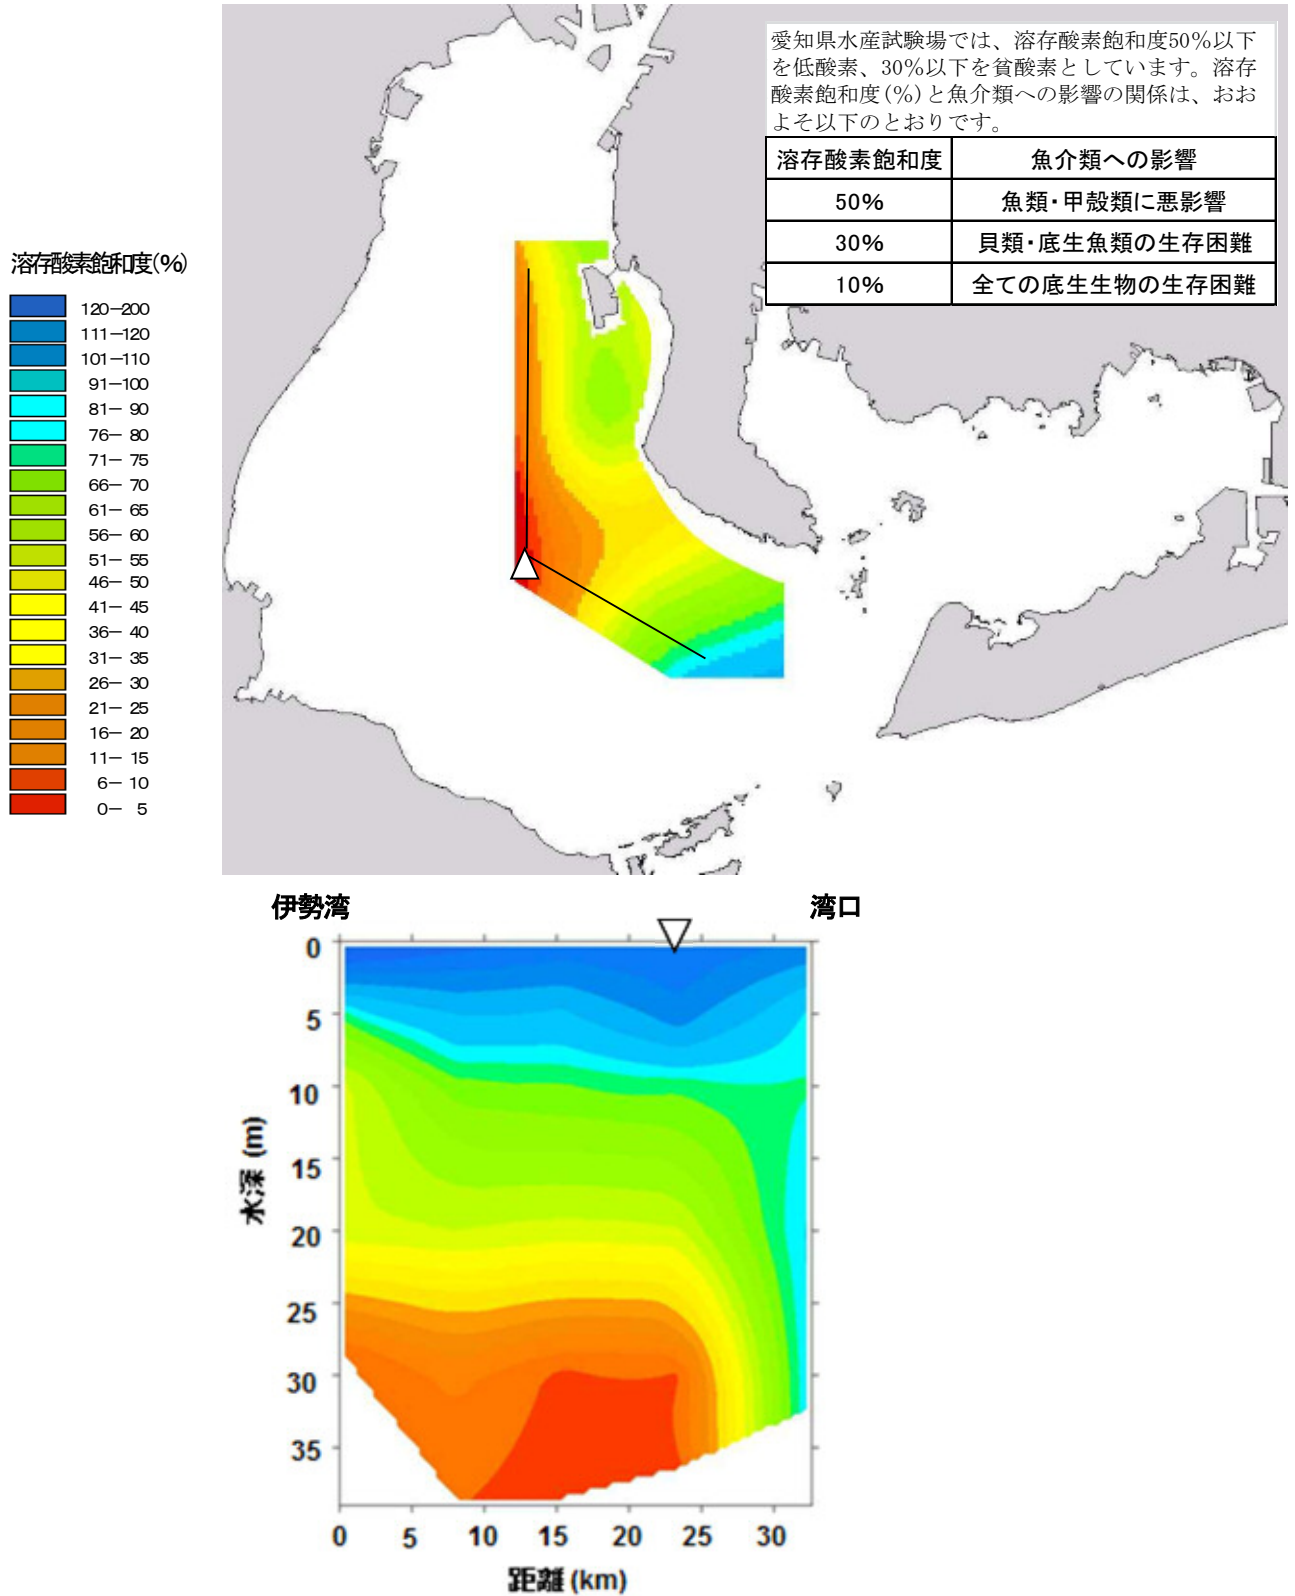 愛知県水産試験場では、溶存酸素飽和度50%以下
を低酸素、30%以下を貧酸素としています。溶存
酸素飽和度(%)と魚介類への影響の関係は、おお
よそ以下のとおりです。
溶存酸素飽和度 魚介類への影響
50% 魚類・甲殻類に悪影響
30% 貝類・底生魚類の生存困難
10% 全ての底生生物の生存困難
溶存酸素飽和度(%)
120-200
111-120
101-110
91-100
81- 90
76- 80
71- 75
66- 70
61- 65
56- 60
51- 55
46- 50
41- 45
36- 40
31- 35
26- 30
21- 25
16- 20
11- 15
6- 10
0- 5
伊勢湾 湾口
0
5
10
15
20
25
30
35
水深 (m)
0 5 10 15 20 25 30
距離 (km)